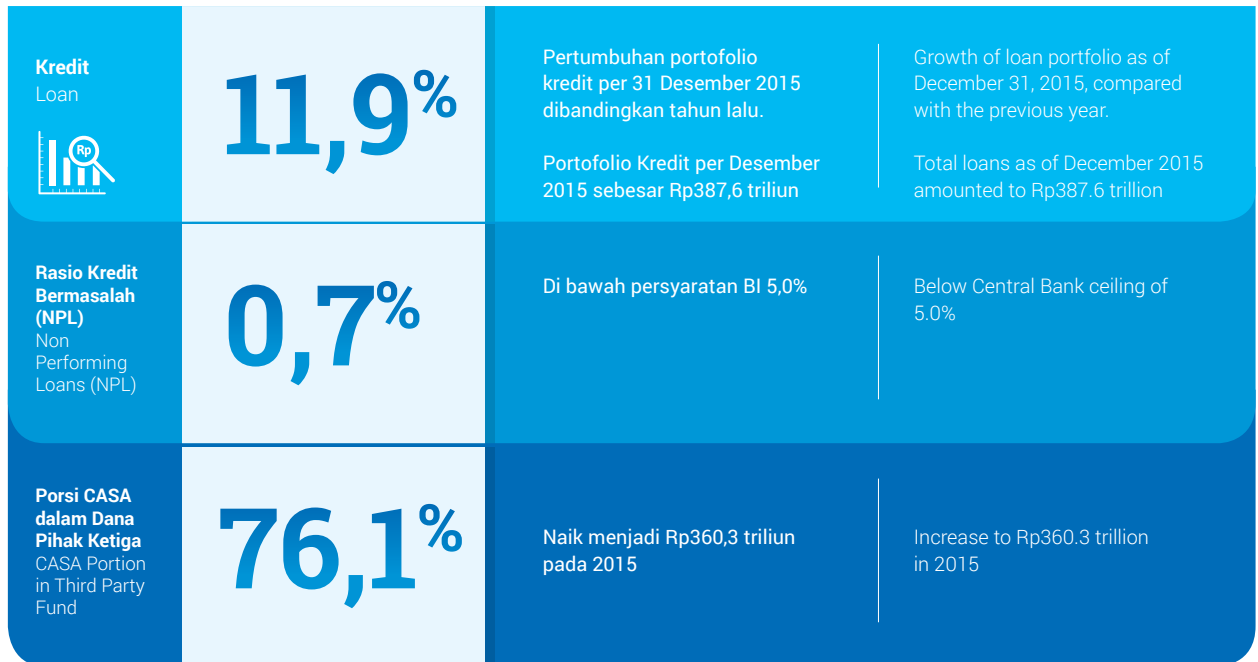 Kredit
Loan
Rp
11,9%
Pertumbuhan portofolio
kredit per 31 Desember 2015
dibandingkan tahun lalu.
Portofolio Kredit per Desember
2015 sebesar Rp387,6 triliun
Growth of loan portfolio as of
December 31, 2015, compared
with the previous year.
Total loans as of December 2015
amounted to Rp387.6 trillion
Rasio Kredit
Bermasalah
(NPL)
Non
Performing
Loans (NPL)
0,7%
Di bawah persyaratan BI 5,0%
Below Central Bank ceiling of
5.0%
Porsi CASA
dalam Dana
Pihak Ketiga
CASA Portion
in Third Party
Fund
76,1%
Naik menjadi Rp360,3 triliun
pada 2015
Increase to Rp360.3 trillion
in 2015